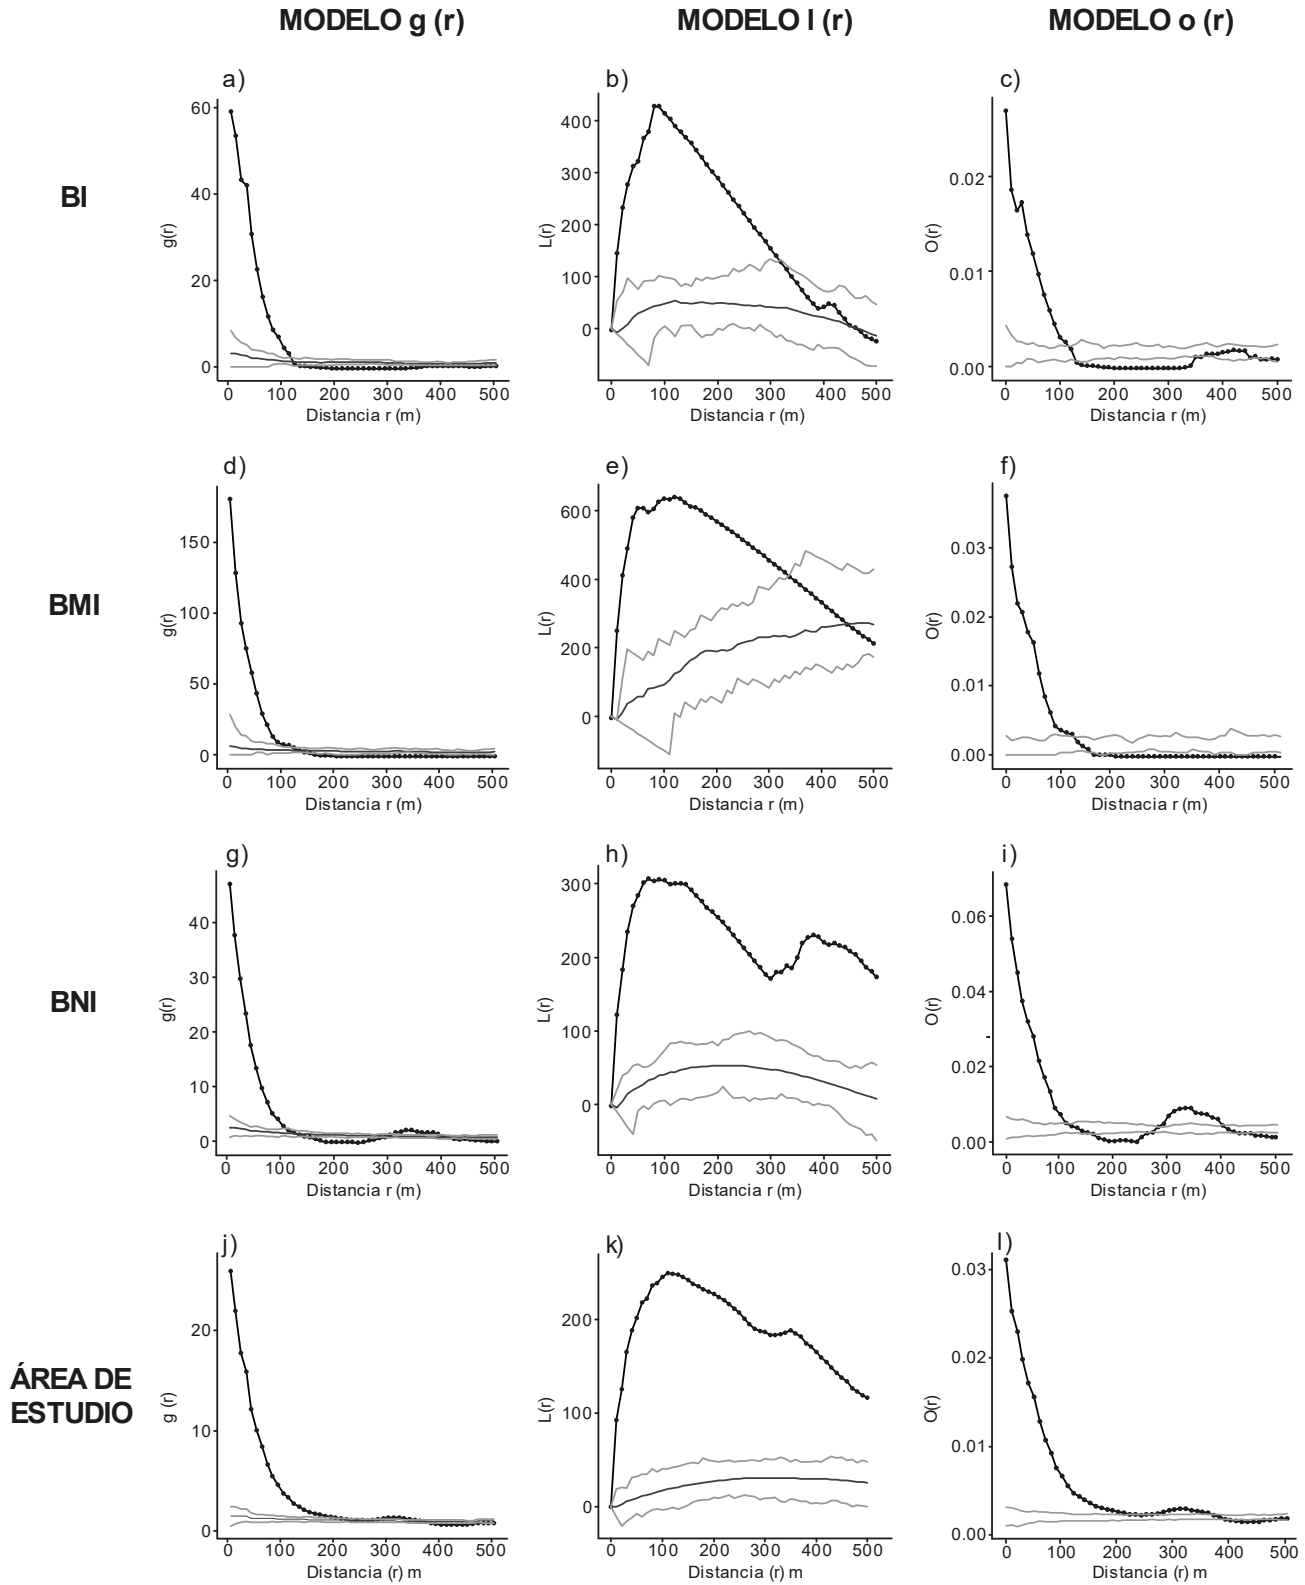 MODELO g (r) MODELO l (r) MODELO o (r)
a) b) c)
BI
60
40
20
0
g(r)
0 100 200 300 400 500
Distancia r (m)
400
300
200
100
0
L(r)
0 100 200 300 400 500
Distancia r (m)
0.02
0.01
0.00
O(r)
0 100 200 300 400 500
Distancia r (m)
d) e) f)
BMI
150
100
50
0
g(r)
0 100 200 300 400 500
Distancia r (m)
600
400
200
0
L(r)
0 100 200 300 400 500
Distancia r (m)
0.03
0.02
0.01
0.00
O(r)
0 100 200 300 400 500
Distnacia r (m)
g) h) i)
BNI
40
30
20
10
0
g(r)
0 100 200 300 400 500
Distancia r (m)
300
200
100
0
L(r)
0 100 200 300 400 500
Distancia r (m)
0.06
0.04
0.02
0.00
O(r)
0 100 200 300 400 500
Distancia r (m)
j) k) l)
ÁREA DE
ESTUDIO
20
10
0
g (r)
0 100 200 300 400 500
Distancia (r) m
200
100
0
L(r)
0 100 200 300 400 500
Distancia (r) m
0.03
0.02
0.01
0.00
O(r)
0 100 200 300 400 500
Distancia (r) m